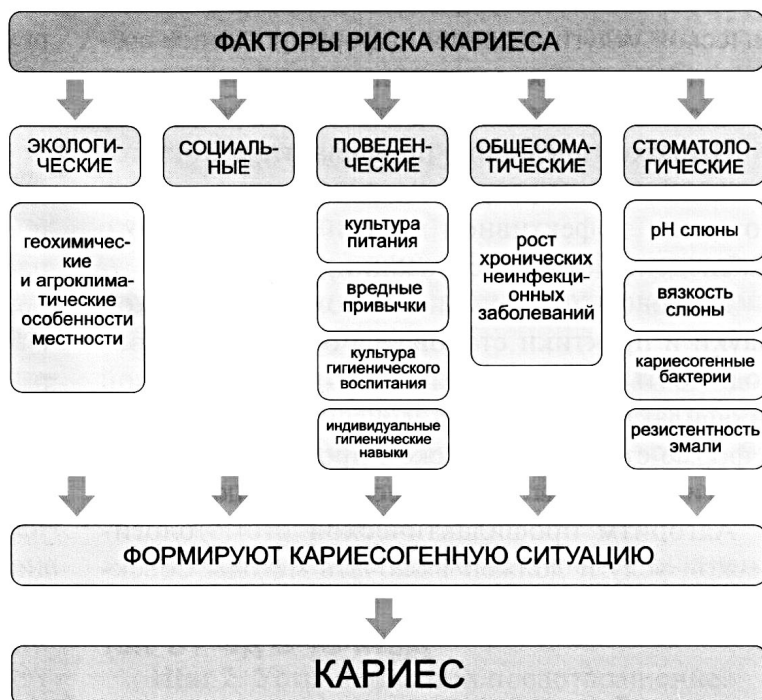 ФАКТОРЫ РИСКА КАРИЕСА
ЭКОЛОГИ-
ЧЕСКИЕ
СОЦИАЛЬ-
НЫЕ
ПОВЕДЕН-
ЧЕСКИЕ
ОБЩЕСОМА-
ТИЧЕСКИЕ
СТОМАТОЛО-
ГИЧЕСКИЕ
геохимичес-
кие
и агроклима-
тические
особенности
местности
культура
питания
вредные
привычки
культура
гигиенического
воспитания
индивидуальные
гигиенические
навыки
рост
хронических
неинфекци-
онных
заболеваний
pH слюны
вязкость
слюны
кариесогенные
бактерии
резистентность
эмали
ФОРМИРУЮТ КАРИЕСОГЕННУЮ СИТУАЦИЮ
КАРИЕС